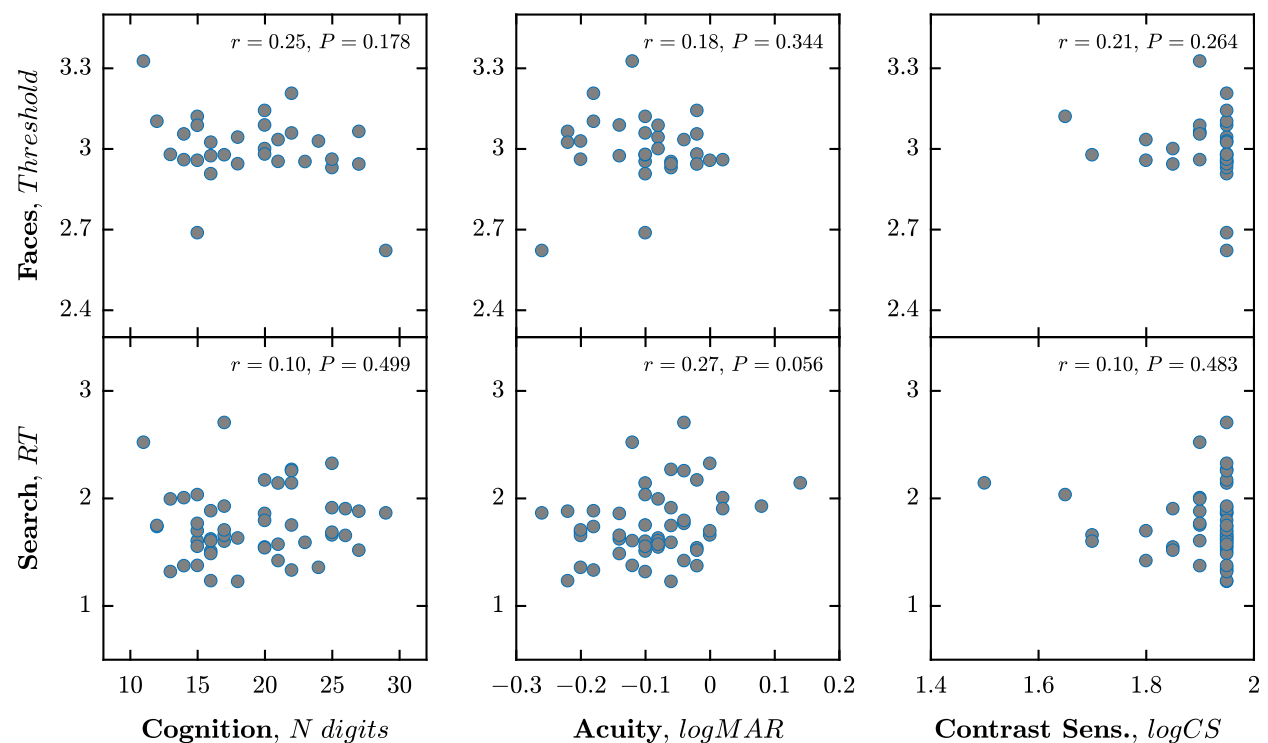 r = 0.25, P = 0.178
r = 0.18, P = 0.344
r = 0.21, P = 0.264
3.3
3
2.7
2.4
3.3
3
2.7
2.4
3.3
3
2.7
2.4
Faces, Threshold
r = 0.10, P = 0.499
r = 0.27, P = 0.056
r = 0.10, P = 0.483
3
2
1
3
2
1
3
2
1
Search, RT
10 15 20 25 30
−0.3 −0.2 −0.1 0 0.1 0.2
1.4 1.6 1.8 2
Cognition, N digits
Acuity, logMAR
Contrast Sens., logCS